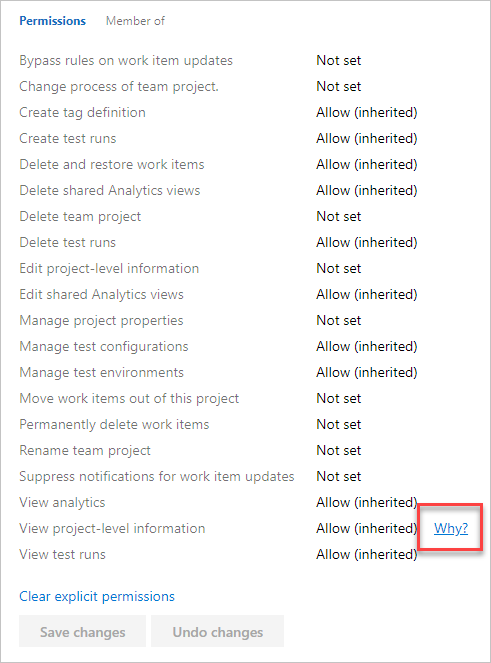 Permissions Member of
Bypass rules on work item updates Not set
Change process of team project. Not set
Create tag definition Allow (inherited)
Create test runs Allow (inherited)
Delete and restore work items Allow (inherited)
Delete shared Analytics views Allow (inherited)
Delete team project Not set
Delete test runs Allow (inherited)
Edit project-level information Not set
Edit shared Analytics views Allow (inherited)
Manage project properties Not set
Manage test configurations Allow (inherited)
Manage test environments Allow (inherited)
Move work items out of this project Not set
Permanently delete work items Not set
Rename team project Not set
Suppress notifications for work item updates Not set
View analytics Allow (inherited)
View project-level information Allow (inherited) Why?
View test runs Allow (inherited)
Clear explicit permissions
Save changes Undo changes